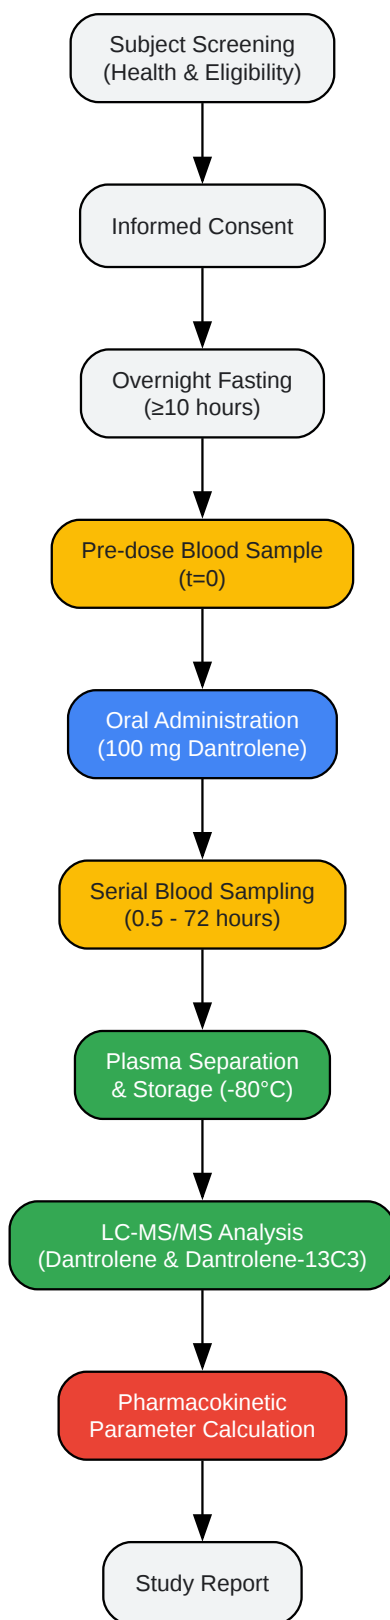 Subject Screening
(Health & Eligibility)
Informed Consent
Overnight Fasting
(≥10 hours)
Pre-dose Blood Sample
(t=0)
Oral Administration
(100 mg Dantrolene)
Serial Blood Sampling
(0.5 - 72 hours)
Plasma Separation
& Storage (-80°C)
LC-MS/MS Analysis
(Dantrolene & Dantrolene-13C3)
Pharmacokinetic
Parameter Calculation
Study Report